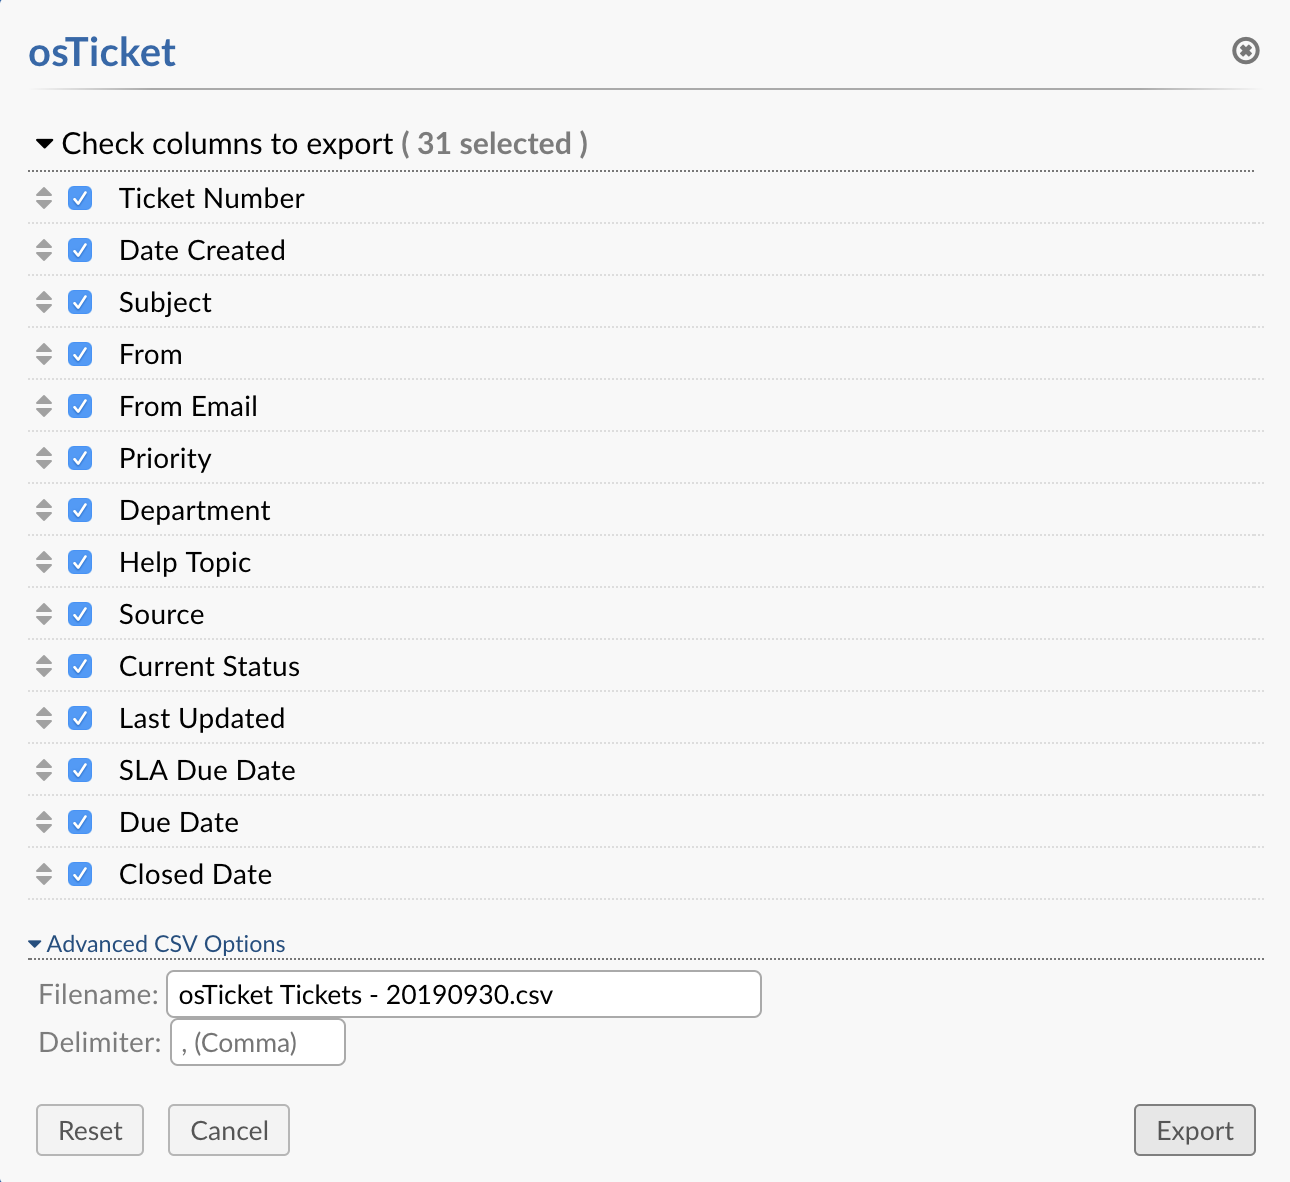 osTicket
Check columns to export ( 31 selected )
Ticket Number
Date Created
Subject
From
From Email
Priority
Department
Help Topic
Source
Current Status
Last Updated
SLA Due Date
Due Date
Closed Date
Advanced CSV Options
Filename: osTicket Tickets - 20190930.csv
Delimiter: , (Comma)
Reset Cancel Export